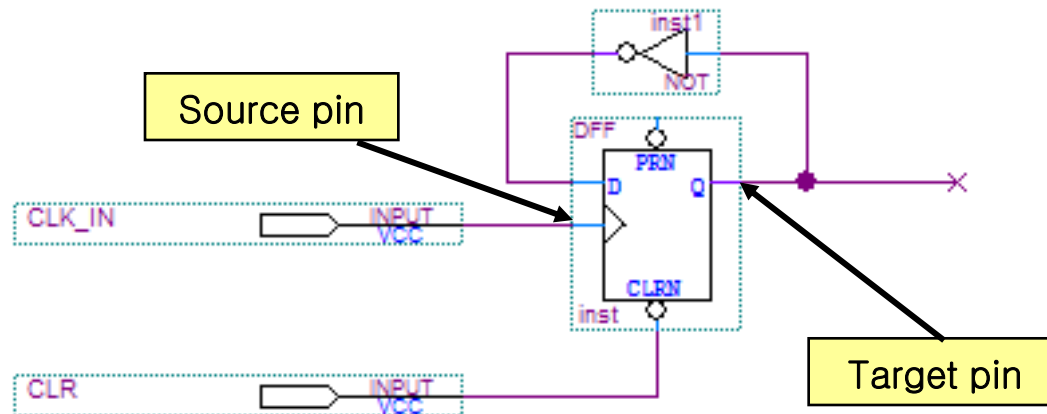 inst1
NOT
Source pin
DFF
PRN
D
Q
CLK_IN
INPUT
VCC
CLRN
inst
CLR
INPUT
VCC
Target pin